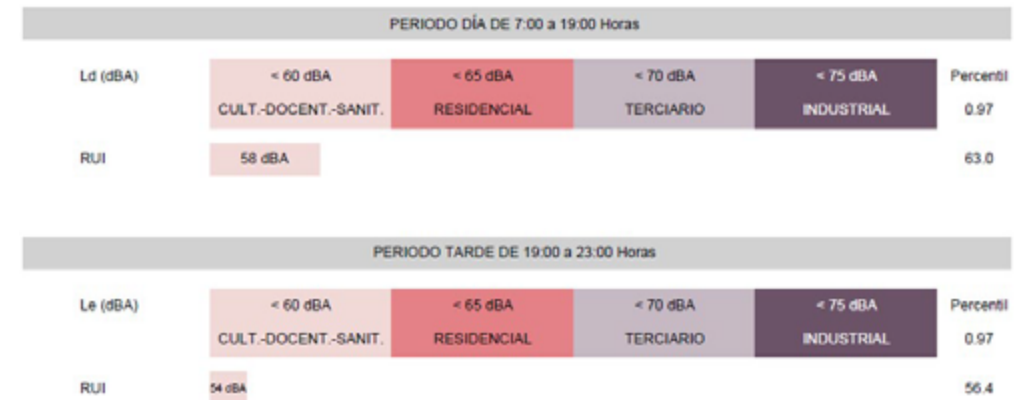 PERIODO DÍA DE 7:00 a 19:00 Horas
Ld (dBA) < 60 dBA < 65 dBA < 70 dBA < 75 dBA Percentil
CULT.-DOCENT.-SANIT. RESIDENCIAL TERCIARIO INDUSTRIAL 0.97
RUI 58 dBA 63.0
PERIODO TARDE DE 19:00 a 23:00 Horas
Le (dBA) < 60 dBA < 65 dBA < 70 dBA < 75 dBA Percentil
CULT.-DOCENT.-SANIT. RESIDENCIAL TERCIARIO INDUSTRIAL 0.97
RUI 54 dBA 56.4